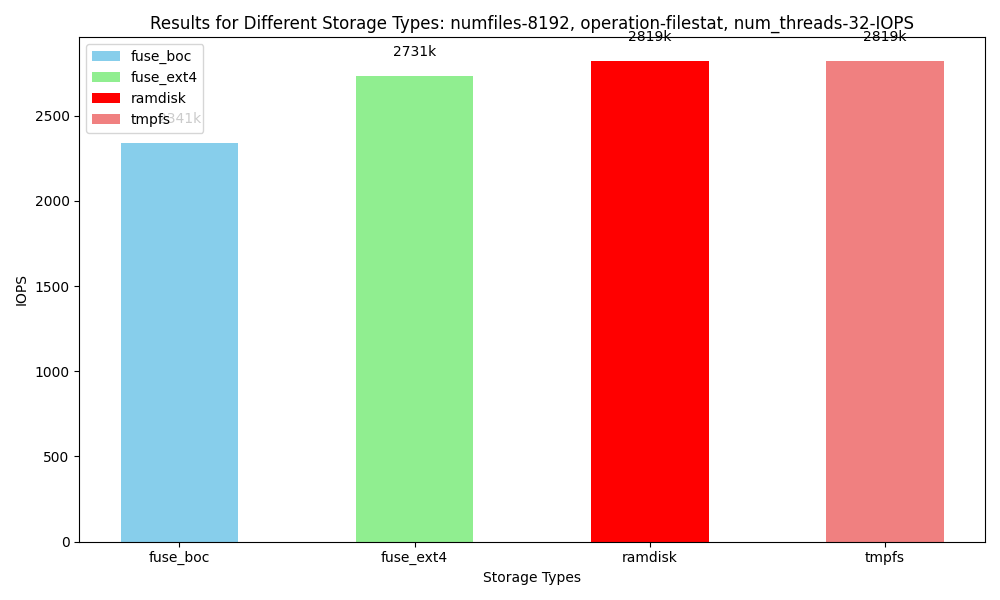 Results for Different Storage Types: numfiles-8192, operation-filestat, num_threads-32-IOPS
2819k
2819k
2731k
fuse_boc
fuse_ext4
ramdisk
tmpfs
2500
2000
1500
1000
500
0
IOPS
fuse_boc
fuse_ext4
ramdisk
tmpfs
Storage Types